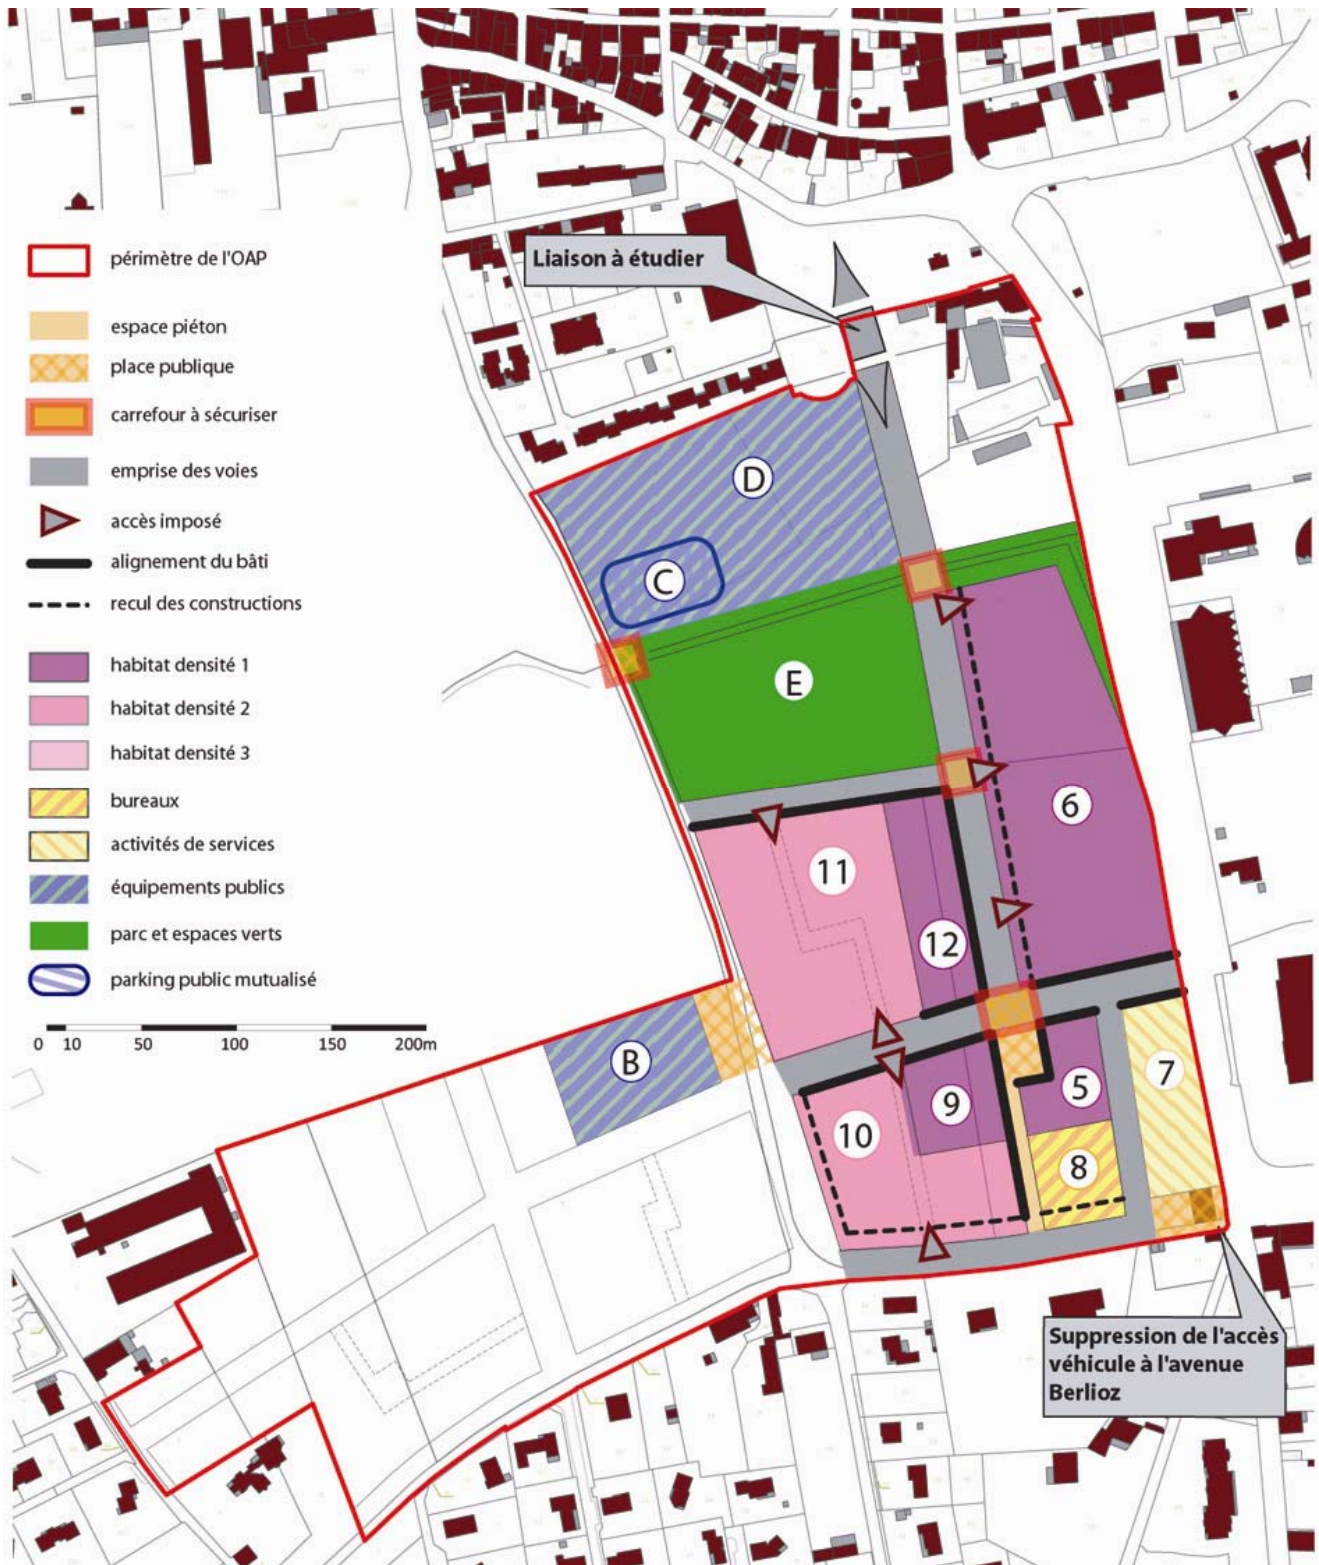 Liaison à étudier
périmètre de l'OAP
espace piéton
place publique
carrefour à sécuriser
emprise des voies
accès imposé
alignement du bâti
recul des constructions
habitat densité 1
habitat densité 2
habitat densité 3
bureaux
activités de services
équipements publics
parc et espaces verts
parking public mutualisé
0 10 50 100 150 200m
D
C
E
6
11
12
B
7
5
9
10
8
Suppression de l'accès
véhicule à l'avenue
Berlioz